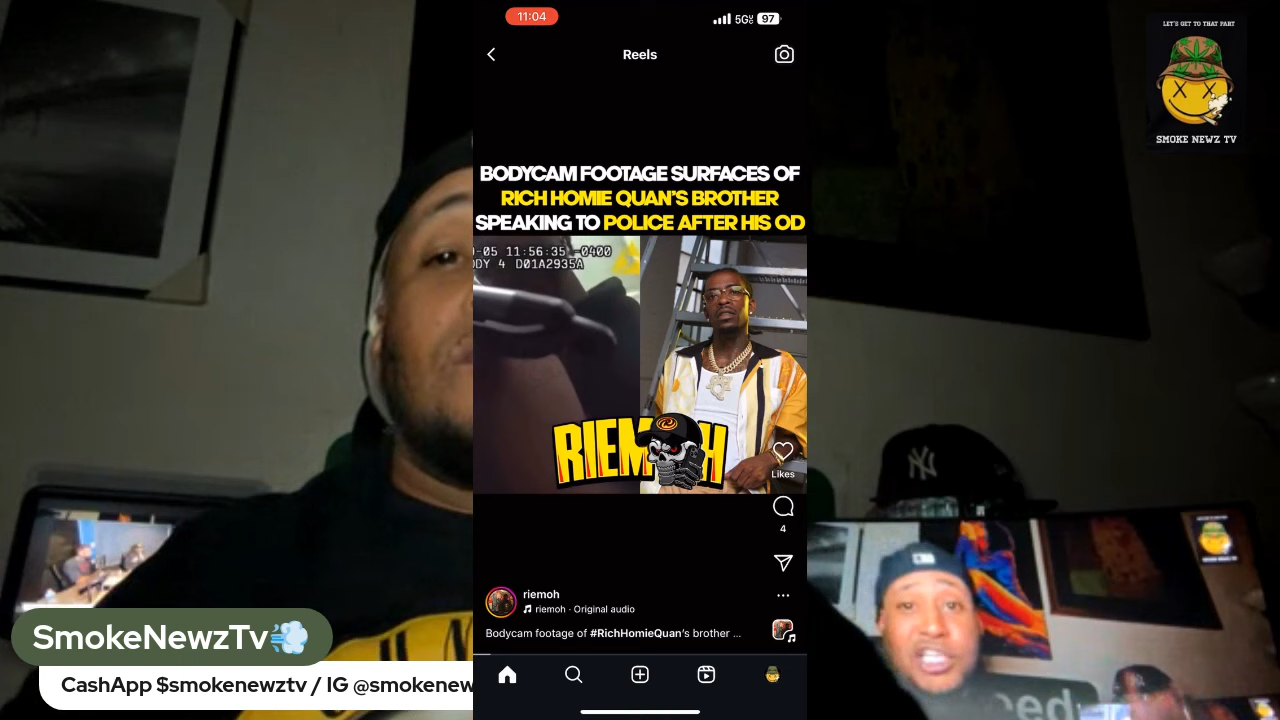 11:04
5G
97
Reels
LET'S GET TO THAT PART
SMOKE NEWZ TV
BODYCAM FOOTAGE SURFACES OF
RICH HOMIE QUAN'S BROTHER
SPEAKING TO POLICE AFTER HIS OD
-05 11:56:35 -0400
DY 4 D01A2935A
Likes
4
riemoh
riemoh · Original audio
Bodycam footage of #RichHomieQuan's brother ...
SmokeNewzTv💨
CashApp $smokenewztv / IG @smokenew